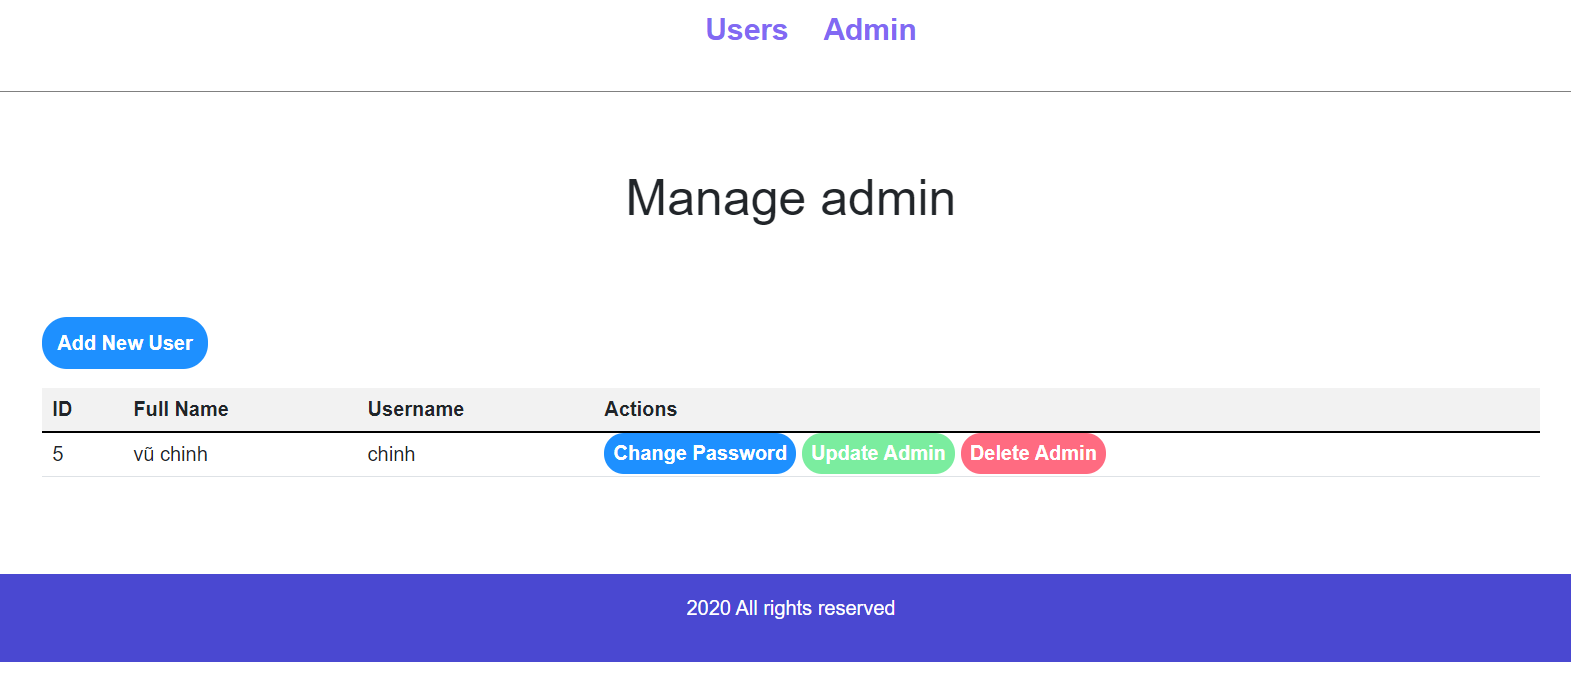 Users Admin
Manage admin
Add New User
ID Full Name Username Actions
5 vũ chinh chinh Change Password Update Admin Delete Admin
2020 All rights reserved